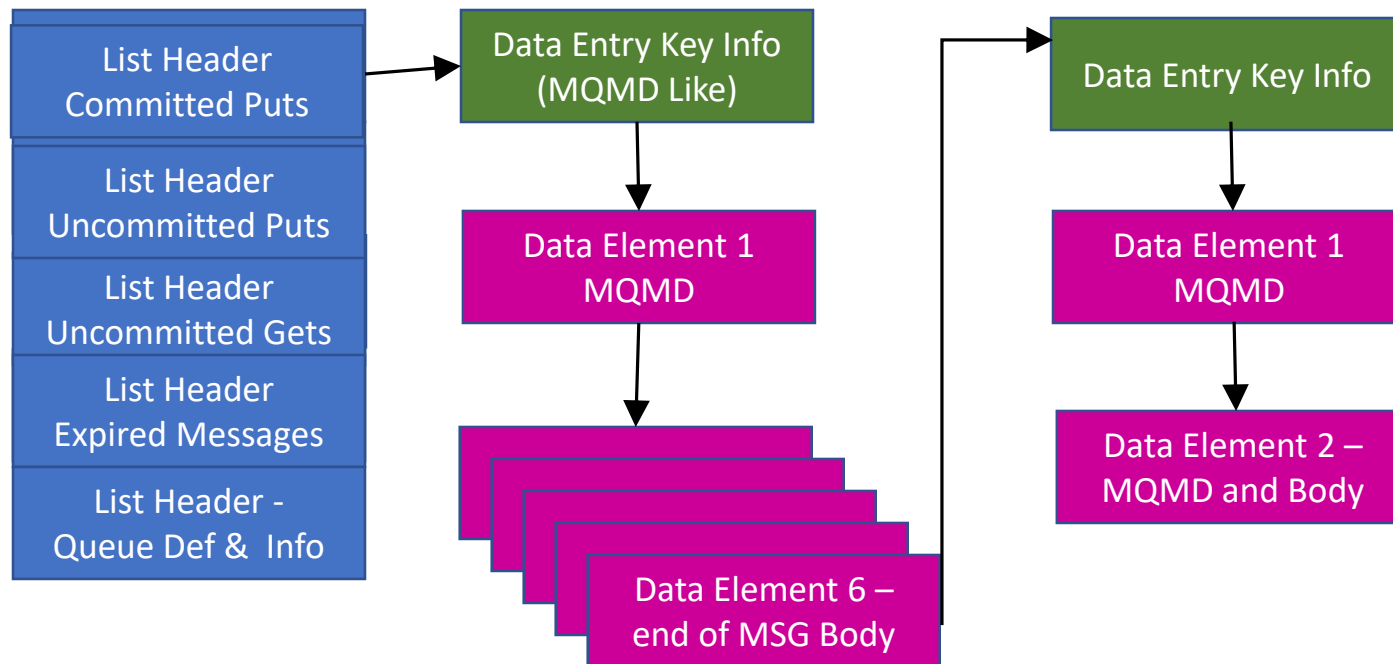 List Header
Committed Puts
List Header
Uncommitted Puts
List Header
Uncommitted Gets
List Header
Expired Messages
List Header -
Queue Def & Info
Data Entry Key Info
(MQMD Like)
Data Element 1
MQMD
Data Element 6 –
end of MSG Body
Data Entry Key Info
Data Element 1
MQMD
Data Element 2 –
MQMD and Body